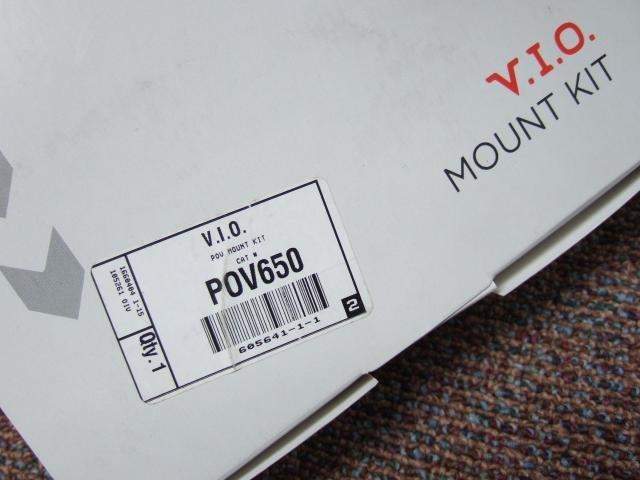 V.I.O.
MOUNT KIT
V.I.O.
POV MOUNT KIT
CAT #
POV650
605641-1-1
2
Qty.1